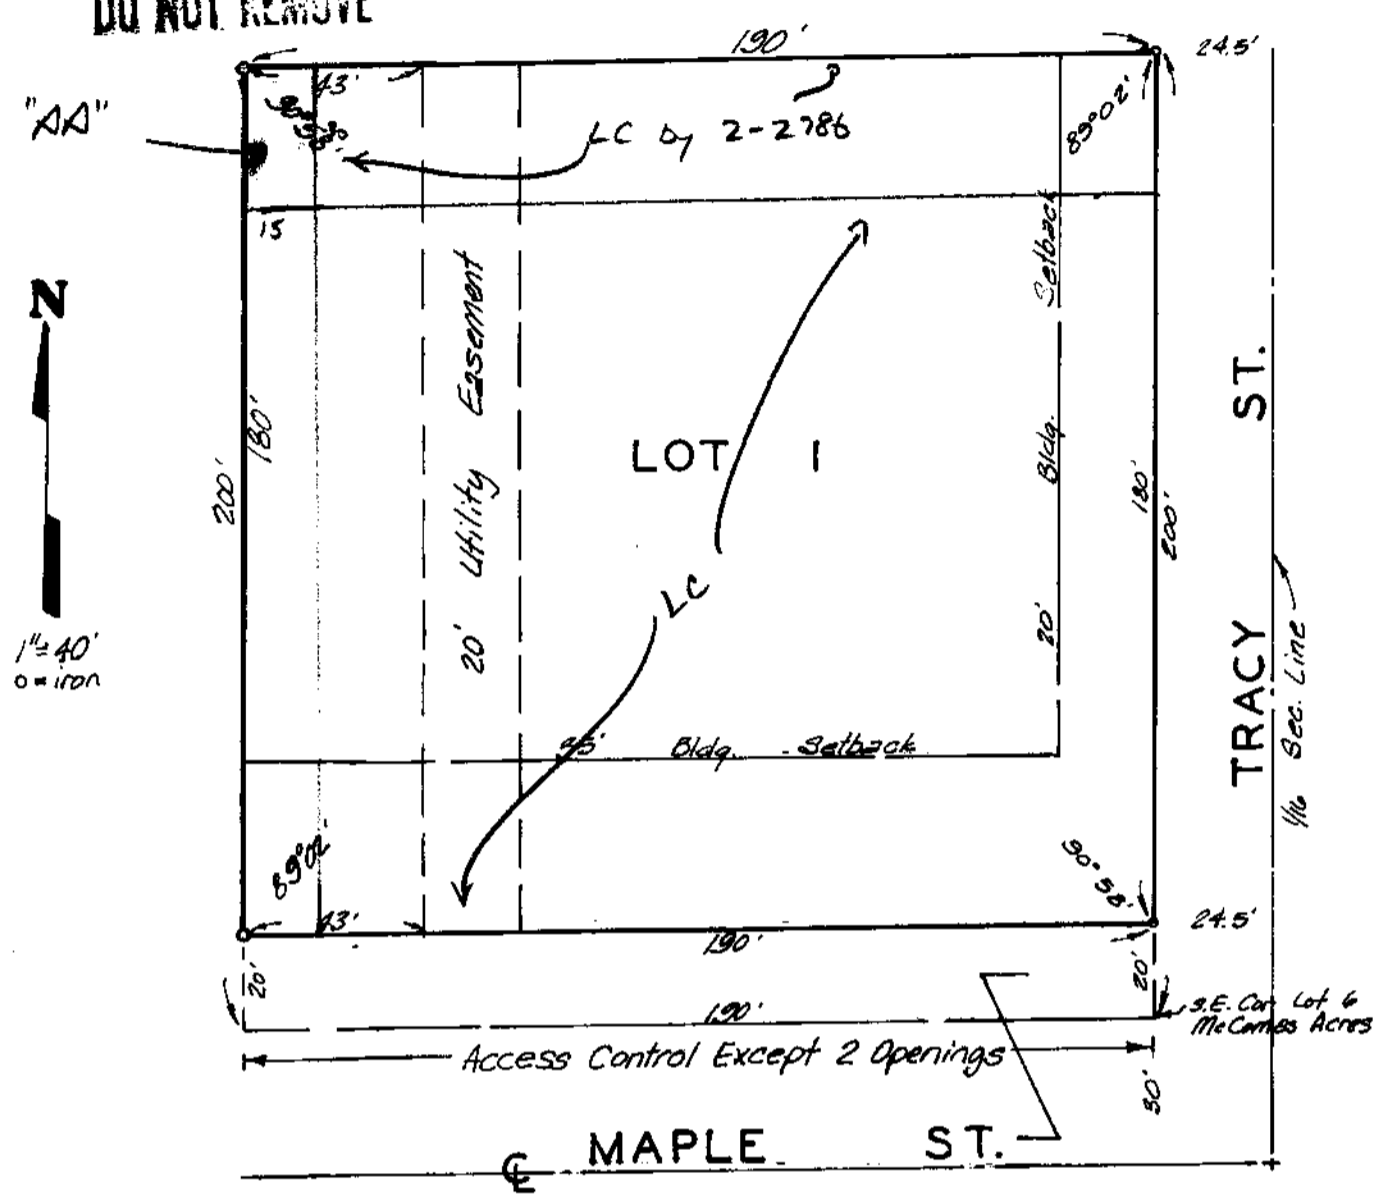 DO NOT REMOVE
190'
24.5'
43'
"AA"
89°02'
LC by 2-2786
15
N
20' Utility Easement
20' Bldg. Setback
LOT 1
200'
180'
180'
200'
LC
1"=40'
o=iron
TRACY ST.
1/16 Sec. Line
35' Bldg. Setback
89°02'
90°58'
43'
190'
24.5'
20'
20'
190'
S.E. Cor. Lot 6
McCombs Acres
Access Control Except 2 Openings
30'
MAPLE ST.